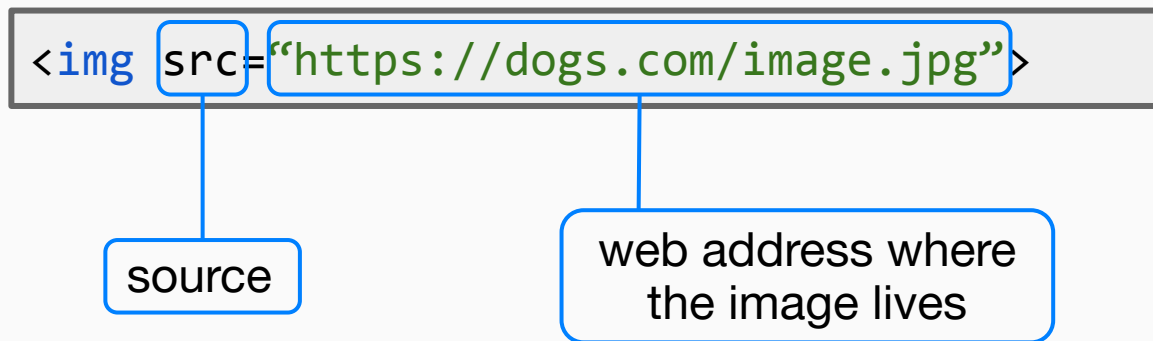 <img src=“https://dogs.com/image.jpg”>
source
web address where
the image lives